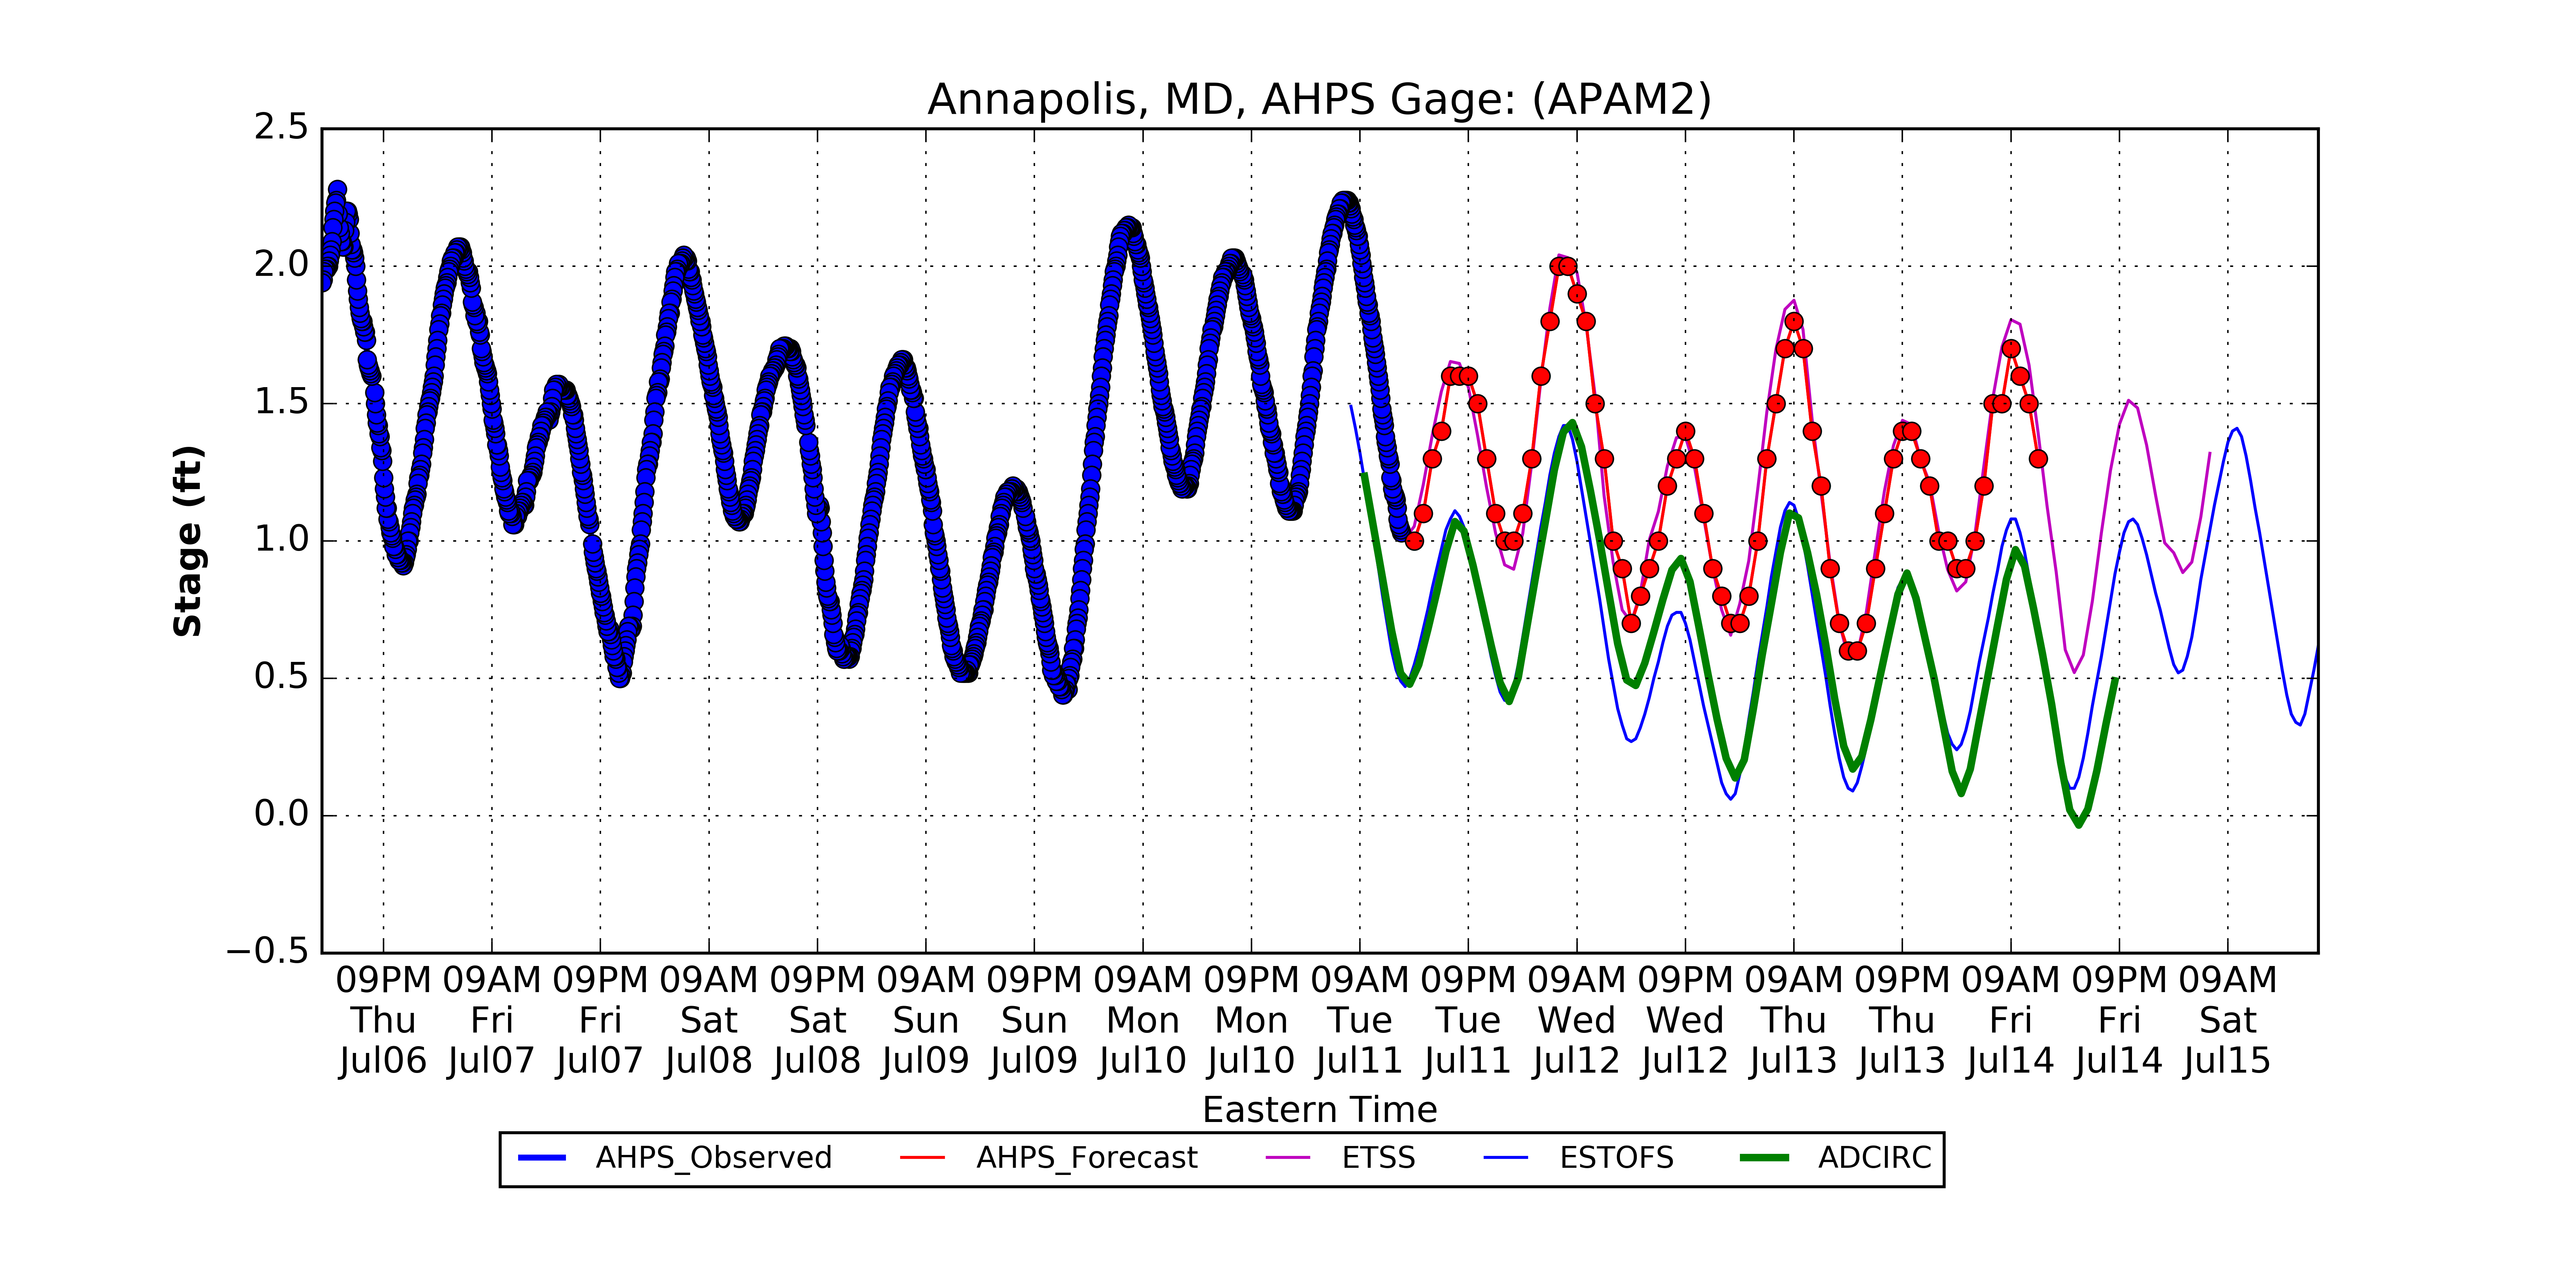 Annapolis, MD, AHPS Gage: (APAM2)
2.5
2.0
1.5
1.0
0.5
0.0
−0.5
Stage (ft)
09PM 09AM 09PM 09AM 09PM 09AM 09PM 09AM 09PM 09AM 09PM 09AM 09PM 09AM 09PM 09AM 09PM 09AM
Thu Fri Fri Sat Sat Sun Sun Mon Mon Tue Tue Wed Wed Thu Thu Fri Fri Sat
Jul06 Jul07 Jul07 Jul08 Jul08 Jul09 Jul09 Jul10 Jul10 Jul11 Jul11 Jul12 Jul12 Jul13 Jul13 Jul14 Jul14 Jul15
Eastern Time
AHPS_Observed AHPS_Forecast ETSS ESTOFS ADCIRC